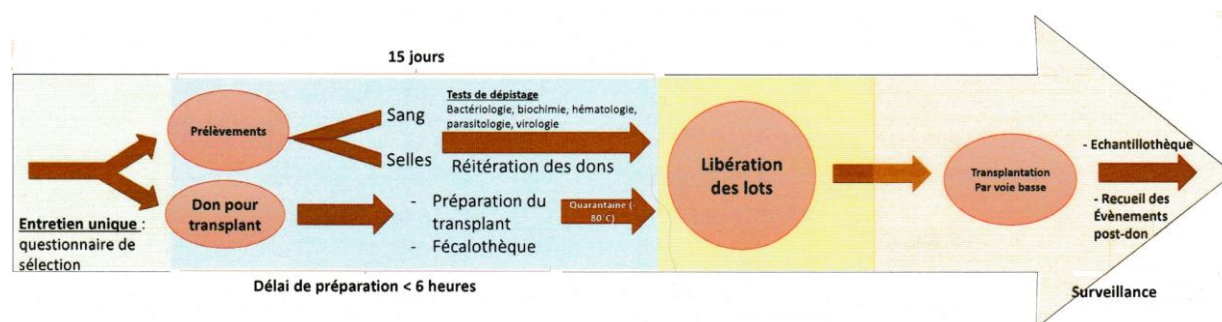 15 jours
Entretien unique :
questionnaire de
sélection
Prélèvements
Sang
Selles
Tests de dépistage
Bactériologie, biochimie, hématologie,
parasitologie, virologie
Réitération des dons
Don pour
transplant
- Préparation du
transplant
- Fécalothèque
Quarantaine (-
80°C)
Délai de préparation < 6 heures
Libération
des lots
Transplantation
Par voie basse
- Echantillothèque
- Recueil des
Évènements
post-don
Surveillance